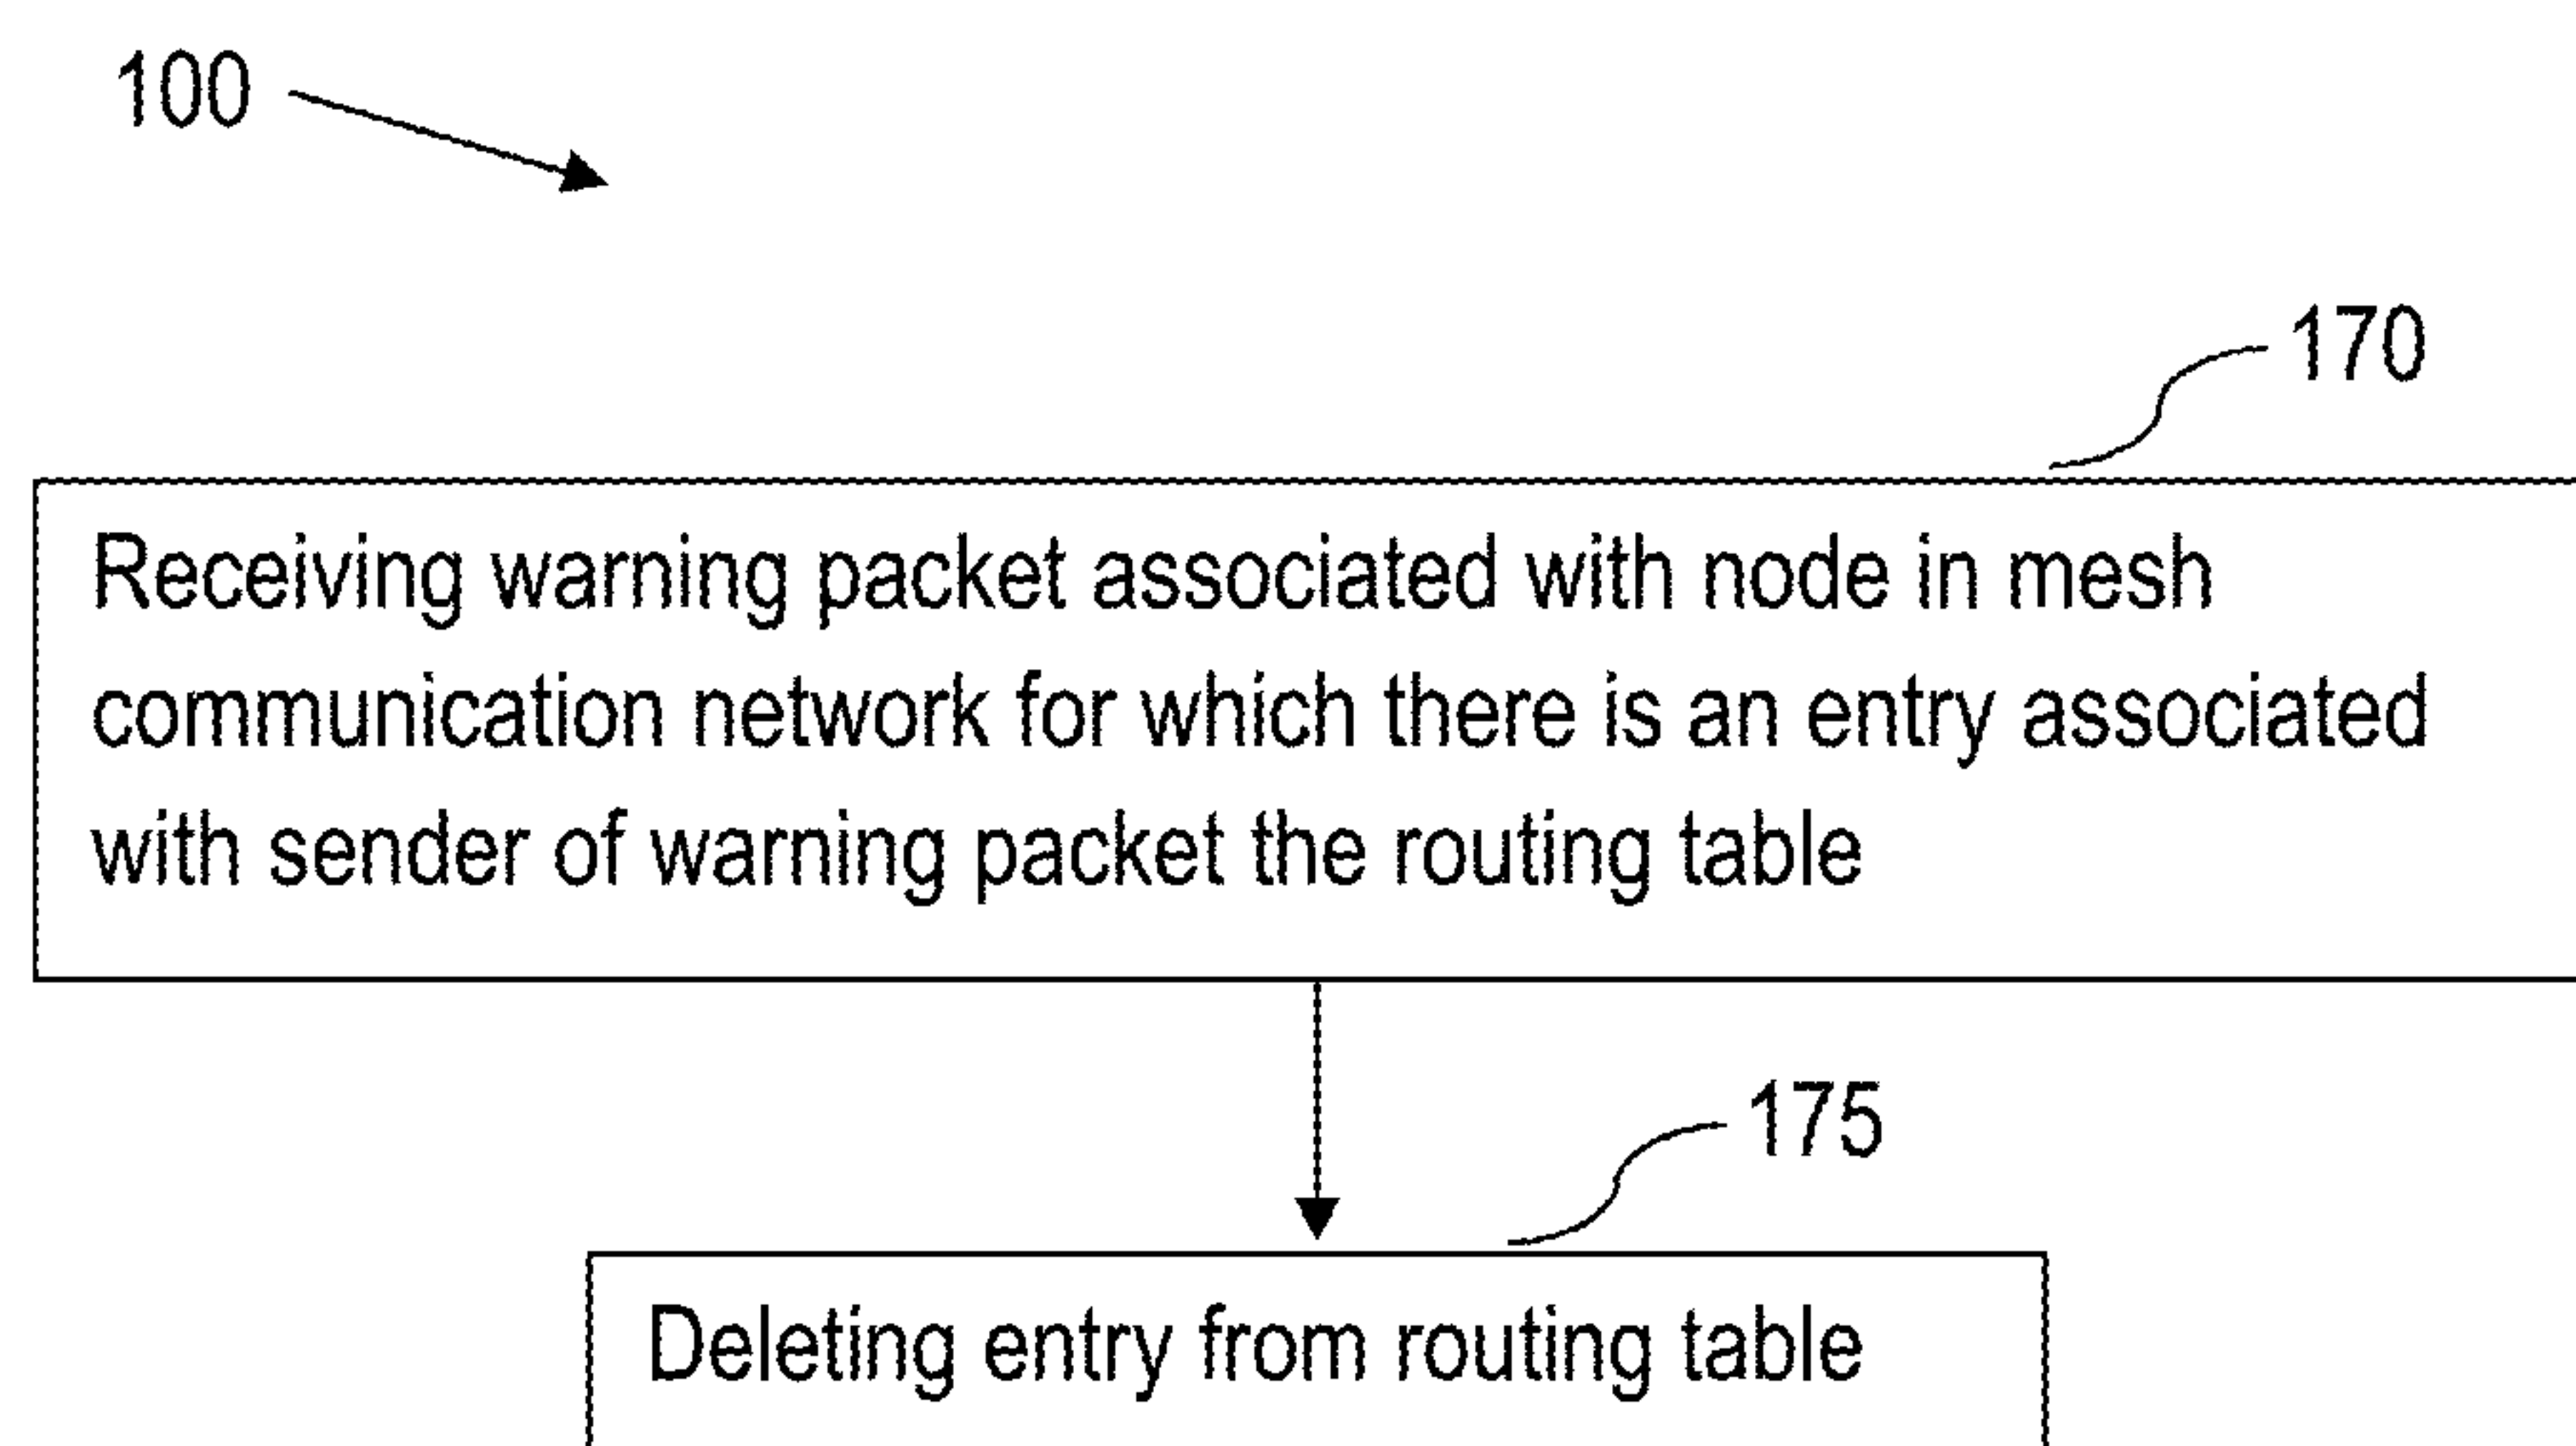 100
170
Receiving warning packet associated with node in mesh
communication network for which there is an entry associated
with sender of warning packet the routing table
175
Deleting entry from routing table